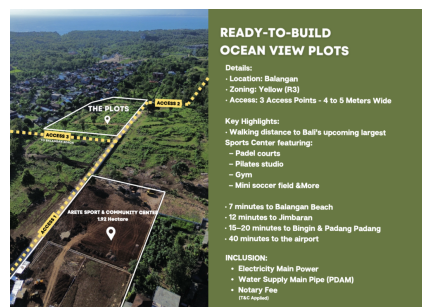 READY-TO-BUILD
OCEAN VIEW PLOTS
Details:
· Location: Balangan
· Zoning: Yellow (R3)
· Access: 3 Access Points - 4 to 5 Meters Wide
Key Highlights:
· Walking distance to Bali's upcoming largest
Sports Center featuring:
– Padel courts
– Pilates studio
– Gym
– Mini soccer field &More
· 7 minutes to Balangan Beach
· 12 minutes to Jimbaran
· 15–20 minutes to Bingin & Padang Padang
· 40 minutes to the airport
INCLUSION:
• Electricity Main Power
• Water Supply Main Pipe (PDAM)
• Notary Fee
(T&C Applied)
THE PLOTS
ACCESS 2
ACCESS 3
ACCESS 1
ARETE SPORT & COMMUNITY CENTER
1.92 Hectare